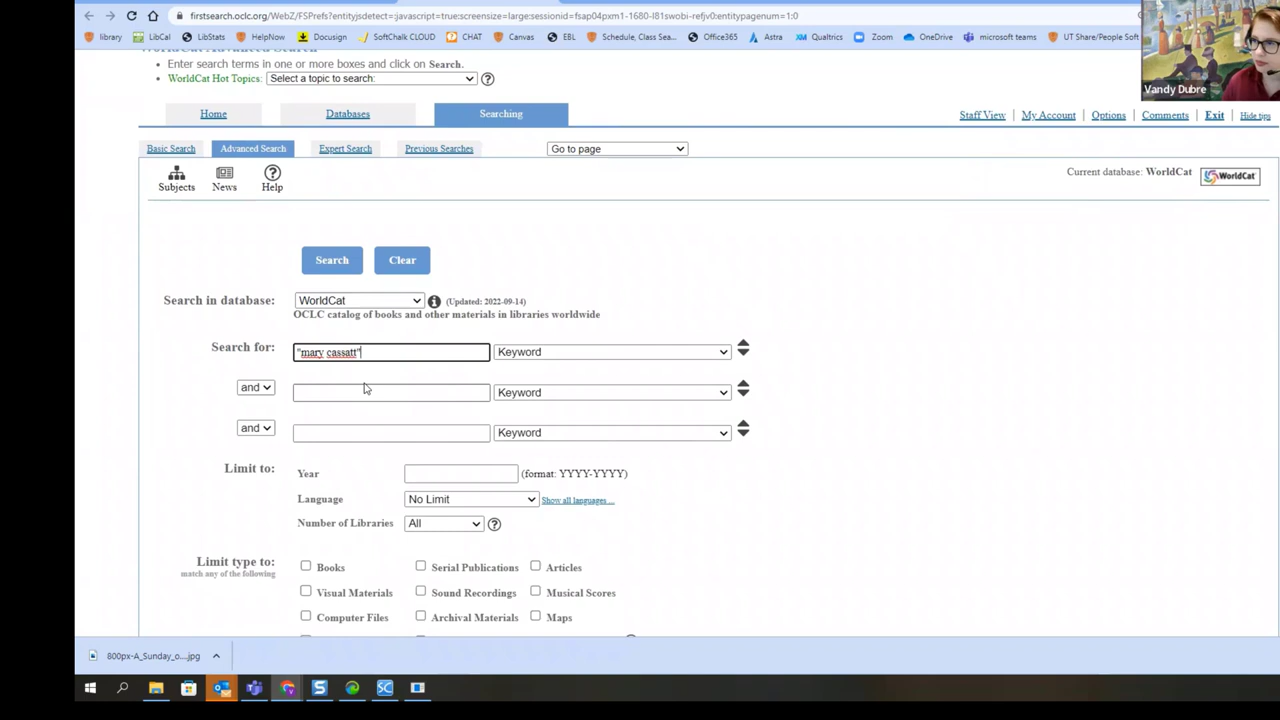 firstsearch.oclc.org/WebZ/FSPrefs?entityjsdetect=:javascript=true:screensize=large:sessionid=fsap04pxm1-1680-l81swobi-refjv0:entitypagenum=1:0
library LibCal LibStats HelpNow Docusign SoftChalk CLOUD CHAT Canvas EBL Schedule, Class Sea... Office365 Astra Qualtrics Zoom OneDrive microsoft teams UT Share/People Soft
WorldCat Advanced Search
Vandy Dubre
• Enter search terms in one or more boxes and click on Search.
• WorldCat Hot Topics: Select a topic to search:
Home Databases Searching
Staff View | My Account | Options | Comments | Exit | Hide tips
Basic Search Advanced Search Expert Search Previous Searches Go to page
Subjects News Help
Current database: WorldCat WorldCat
Search Clear
Search in database: WorldCat (Updated: 2022-09-14)
OCLC catalog of books and other materials in libraries worldwide
Search for: "mary cassatt" Keyword
and Keyword
and Keyword
Limit to: Year (format: YYYY-YYYY)
Language No Limit Show all languages ...
Number of Libraries All
Limit type to: Books Serial Publications Articles
match any of the following
Visual Materials Sound Recordings Musical Scores
Computer Files Archival Materials Maps
800px-A_Sunday_o....jpg